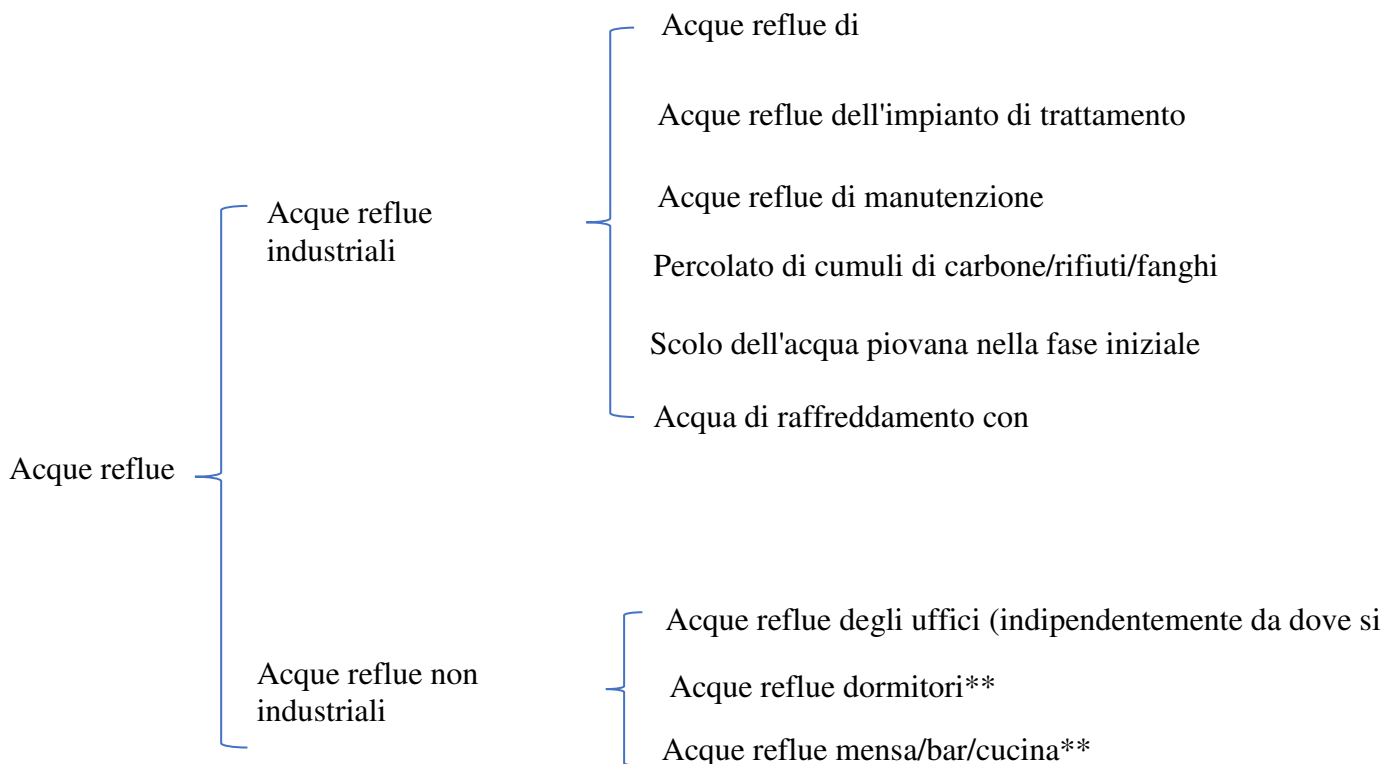 Acque reflue di
Acque reflue dell'impianto di trattamento
Acque reflue di manutenzione
Acque reflue
industriali
Percolato di cumuli di carbone/rifiuti/fanghi
Scolo dell'acqua piovana nella fase iniziale
Acqua di raffreddamento con
Acque reflue
Acque reflue degli uffici (indipendentemente da dove si
Acque reflue non
industriali
Acque reflue dormitori**
Acque reflue mensa/bar/cucina**